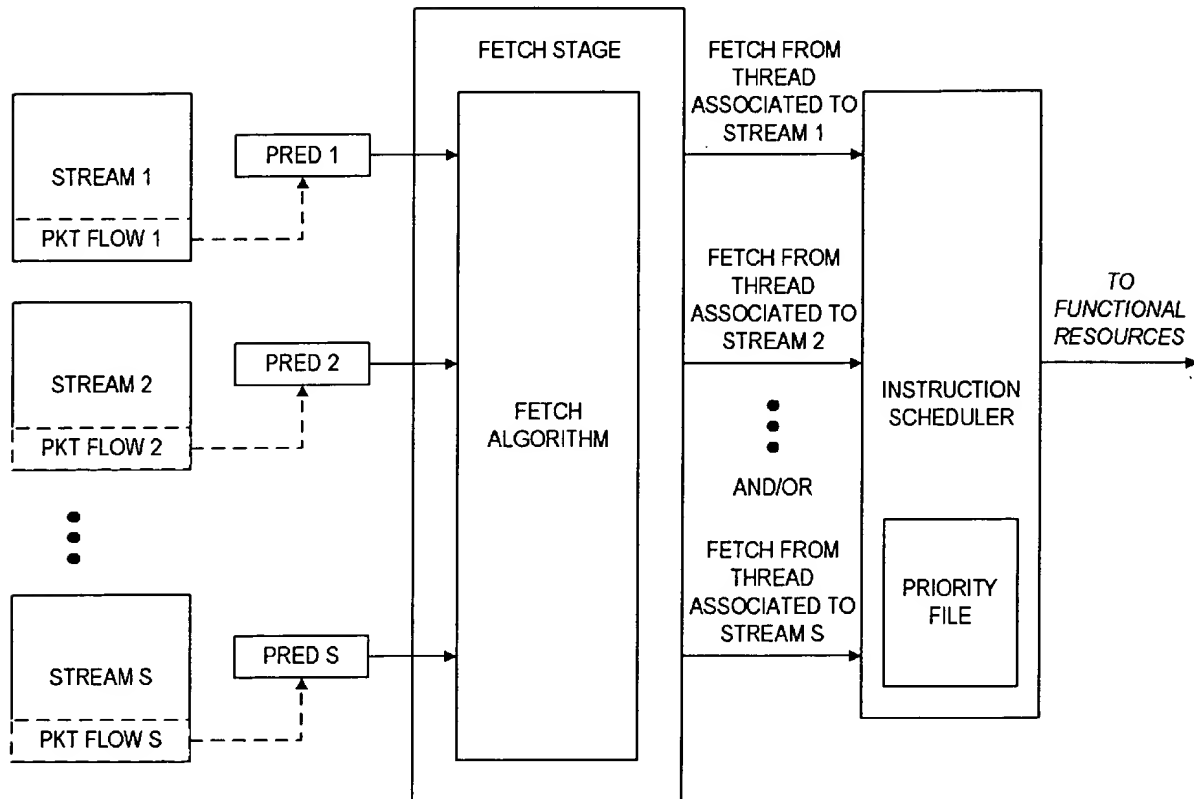 FETCH STAGE
STREAM 1
PKT FLOW 1
PRED 1
STREAM 2
PKT FLOW 2
PRED 2
STREAM S
PKT FLOW S
PRED S
FETCH
ALGORITHM
FETCH FROM
THREAD
ASSOCIATED TO
STREAM 1
FETCH FROM
THREAD
ASSOCIATED TO
STREAM 2
AND/OR
FETCH FROM
THREAD
ASSOCIATED TO
STREAM S
INSTRUCTION
SCHEDULER
PRIORITY
FILE
TO
FUNCTIONAL
RESOURCES